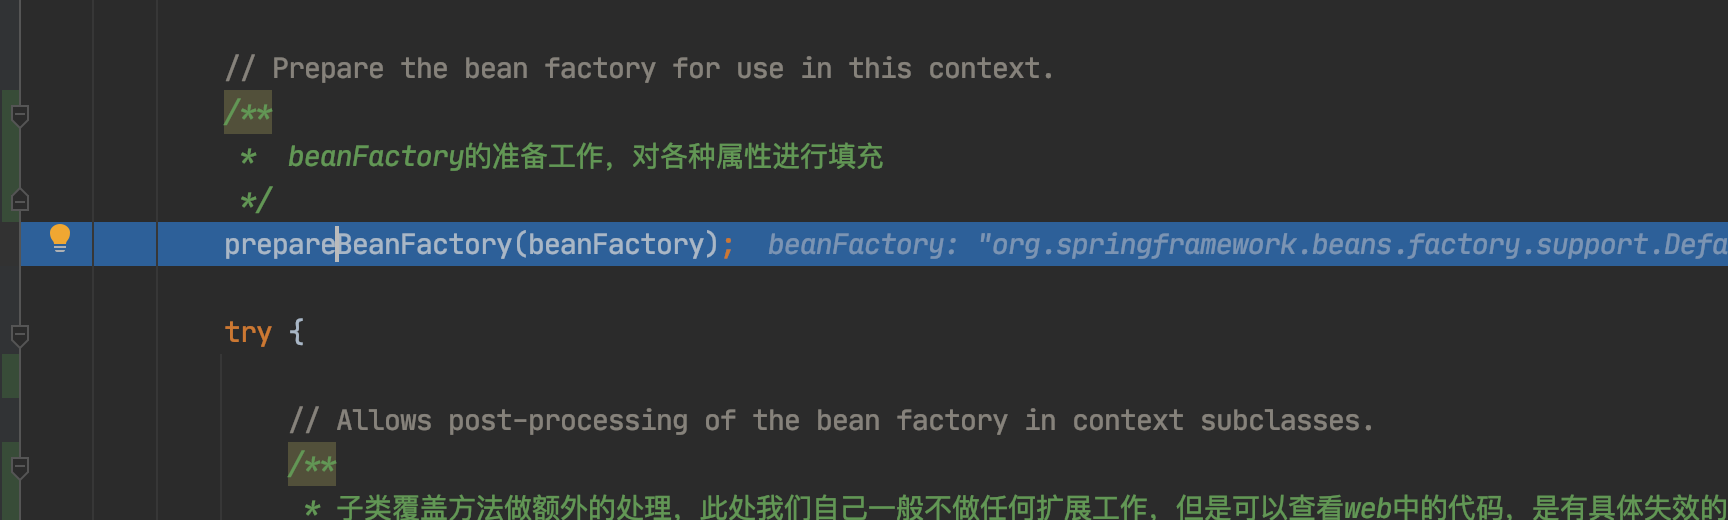 // Prepare the bean factory for use in this context.
/**
*  beanFactory的准备工作，对各种属性进行填充
*/
prepareBeanFactory(beanFactory);  beanFactory: "org.springframework.beans.factory.support.Defa
try {
// Allows post-processing of the bean factory in context subclasses.
/**
* 子类覆盖方法做额外的处理，此处我们自己一般不做任何扩展工作，但是可以查看web中的代码，是有具体失效的